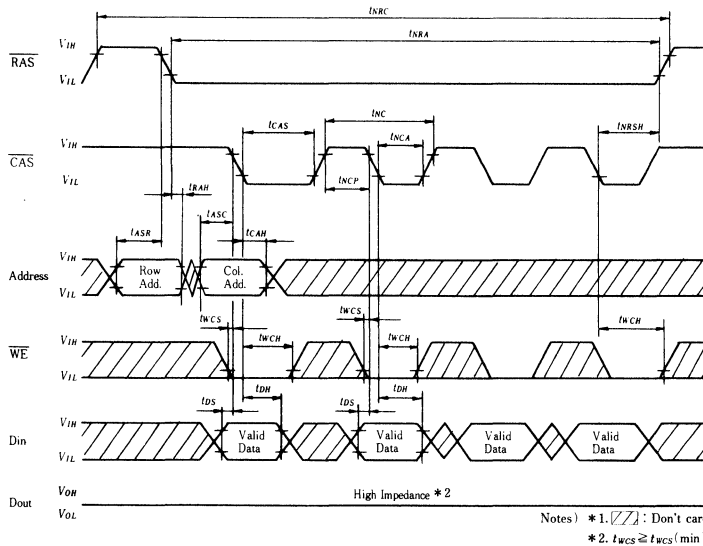 tNRC
tNRA
RAS
VIH
VIL
tCAS
tNC
tNCA
tNRSH
CAS
VIH
VIL
tRAH
tNCP
tASR
tASC
tCAH
Address
VIH
VIL
Row Add.
Col. Add.
tWCS
tWCH
tWCS
tWCH
tWCH
WE
VIH
VIL
tDS
tDH
tDS
tDH
Din
VIH
VIL
Valid Data
Valid Data
Valid Data
Valid Data
Dout
VOH
VOL
High Impedance *2
Notes) *1. : Don't car
*2. tWCS ≧ tWCS (min